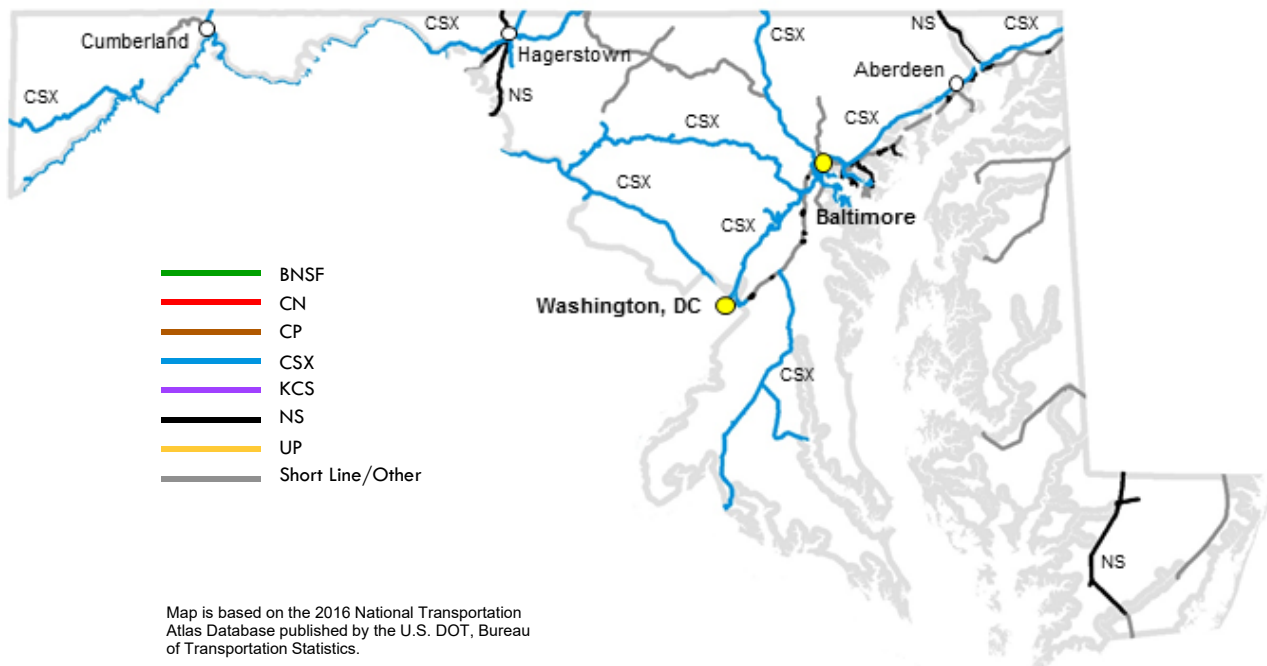 CSX
NS
CSX
Cumberland
CSX
Hagerstown
Aberdeen
CSX
NS
CSX
CSX
CSX
CSX
Baltimore
BNSF
CN
Washington, DC
CP
CSX
CSX
KCS
NS
UP
Short Line/Other
NS
Map is based on the 2016 National Transportation
Atlas Database published by the U.S. DOT, Bureau
of Transportation Statistics.